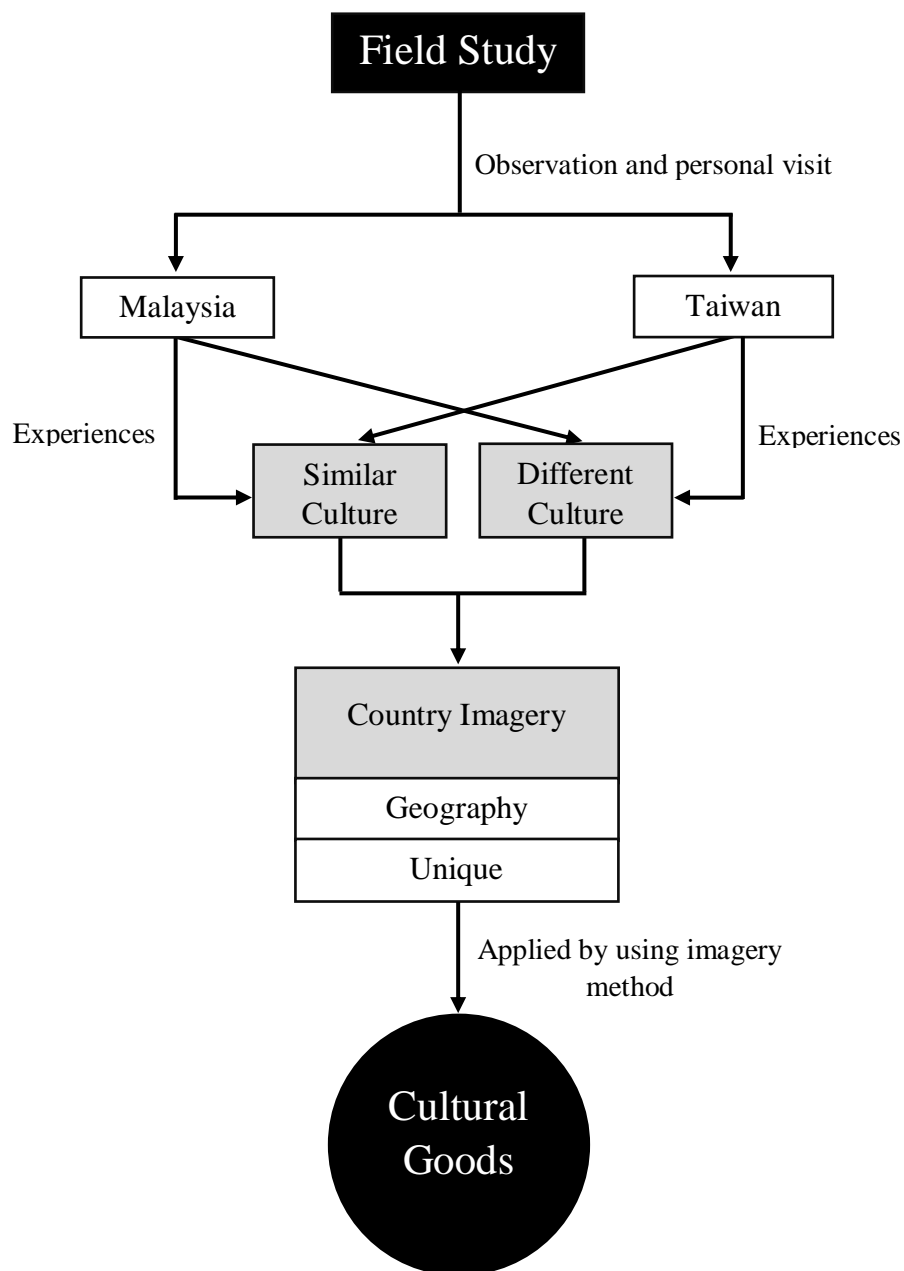 Field Study
Observation and personal visit
Malaysia
Taiwan
Experiences
Experiences
Similar
Culture
Different
Culture
Country Imagery
Geography
Unique
Applied by using imagery
method
Cultural
Goods